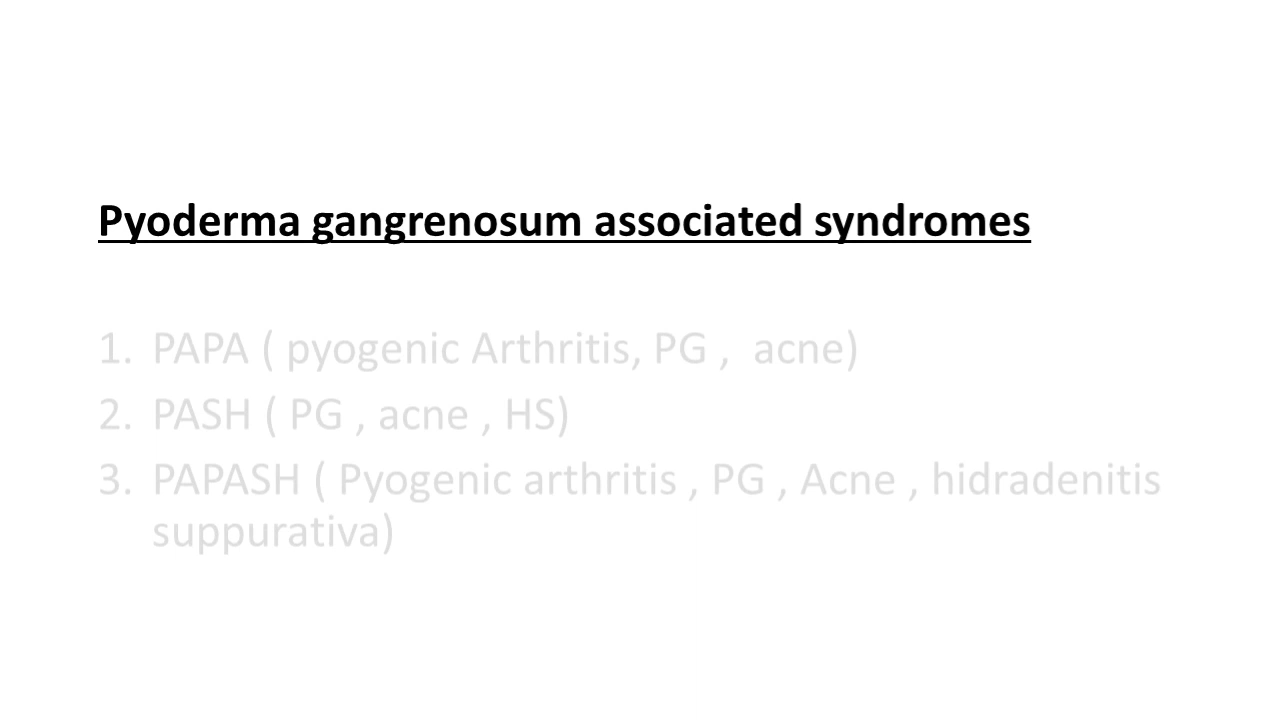 Pyoderma gangrenosum associated syndromes
1. PAPA ( pyogenic Arthritis, PG ,  acne)
2. PASH ( PG , acne , HS)
3. PAPASH ( Pyogenic arthritis , PG , Acne , hidradenitis
suppurativa)